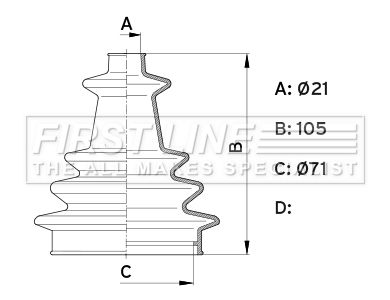 A
A: Ø21
FIRST LINE
B: 105
THE ALL MAKES SPECIALIST
B
C: Ø71
D:
C